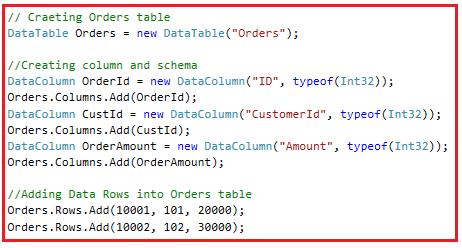 // Craeting Orders table
DataTable Orders = new DataTable("Orders");

//Creating column and schema
DataColumn OrderId = new DataColumn("ID", typeof(Int32));
Orders.Columns.Add(OrderId);
DataColumn CustId = new DataColumn("CustomerId", typeof(Int32));
Orders.Columns.Add(CustId);
DataColumn OrderAmount = new DataColumn("Amount", typeof(Int32));
Orders.Columns.Add(OrderAmount);

//Adding Data Rows into Orders table
Orders.Rows.Add(10001, 101, 20000);
Orders.Rows.Add(10002, 102, 30000);